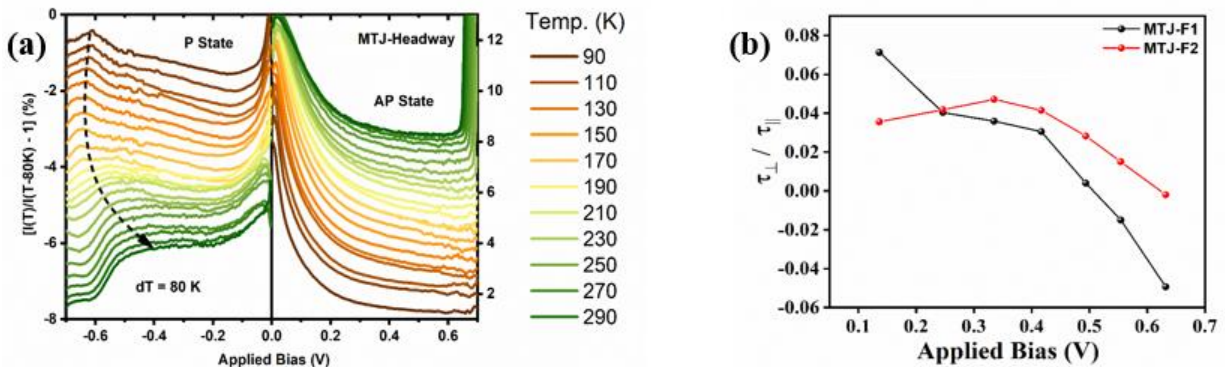 (a)
P State
MTJ-Headway
AP State
dT = 80 K
[I(T)/I(T-80K) - 1] (%)
0
-2
-4
-6
-8
12
10
8
6
4
2
-0.6 -0.4 -0.2 0.0 0.2 0.4 0.6
Applied Bias (V)
Temp. (K)
90
110
130
150
170
190
210
230
250
270
290
(b)
MTJ-F1
MTJ-F2
τ⊥ / τ||
0.08
0.06
0.04
0.02
0.00
-0.02
-0.04
-0.06
0.1 0.2 0.3 0.4 0.5 0.6 0.7
Applied Bias (V)